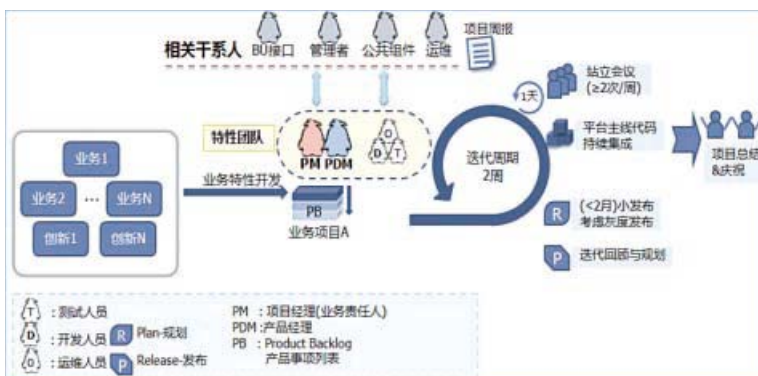 项目周报
相关干系人 BU接口 管理者 公共组件 运维
站立会议
(≥2次/周)
1天
特性团队
O
D T
PM PDM
平台主线代码
持续集成
项目总结
&庆祝
业务1
业务2 … 业务N
创新1 创新N
业务特性开发
PB
业务项目A
迭代周期
2周
R (<2月)小发布
考虑灰度发布
P 迭代回顾与规划
T : 测试人员
D : 开发人员 R Plan-规划
O : 运维人员 P Release-发布
PM : 项目经理(业务责任人)
PDM :产品经理
PB : Product Backlog
产品事项列表